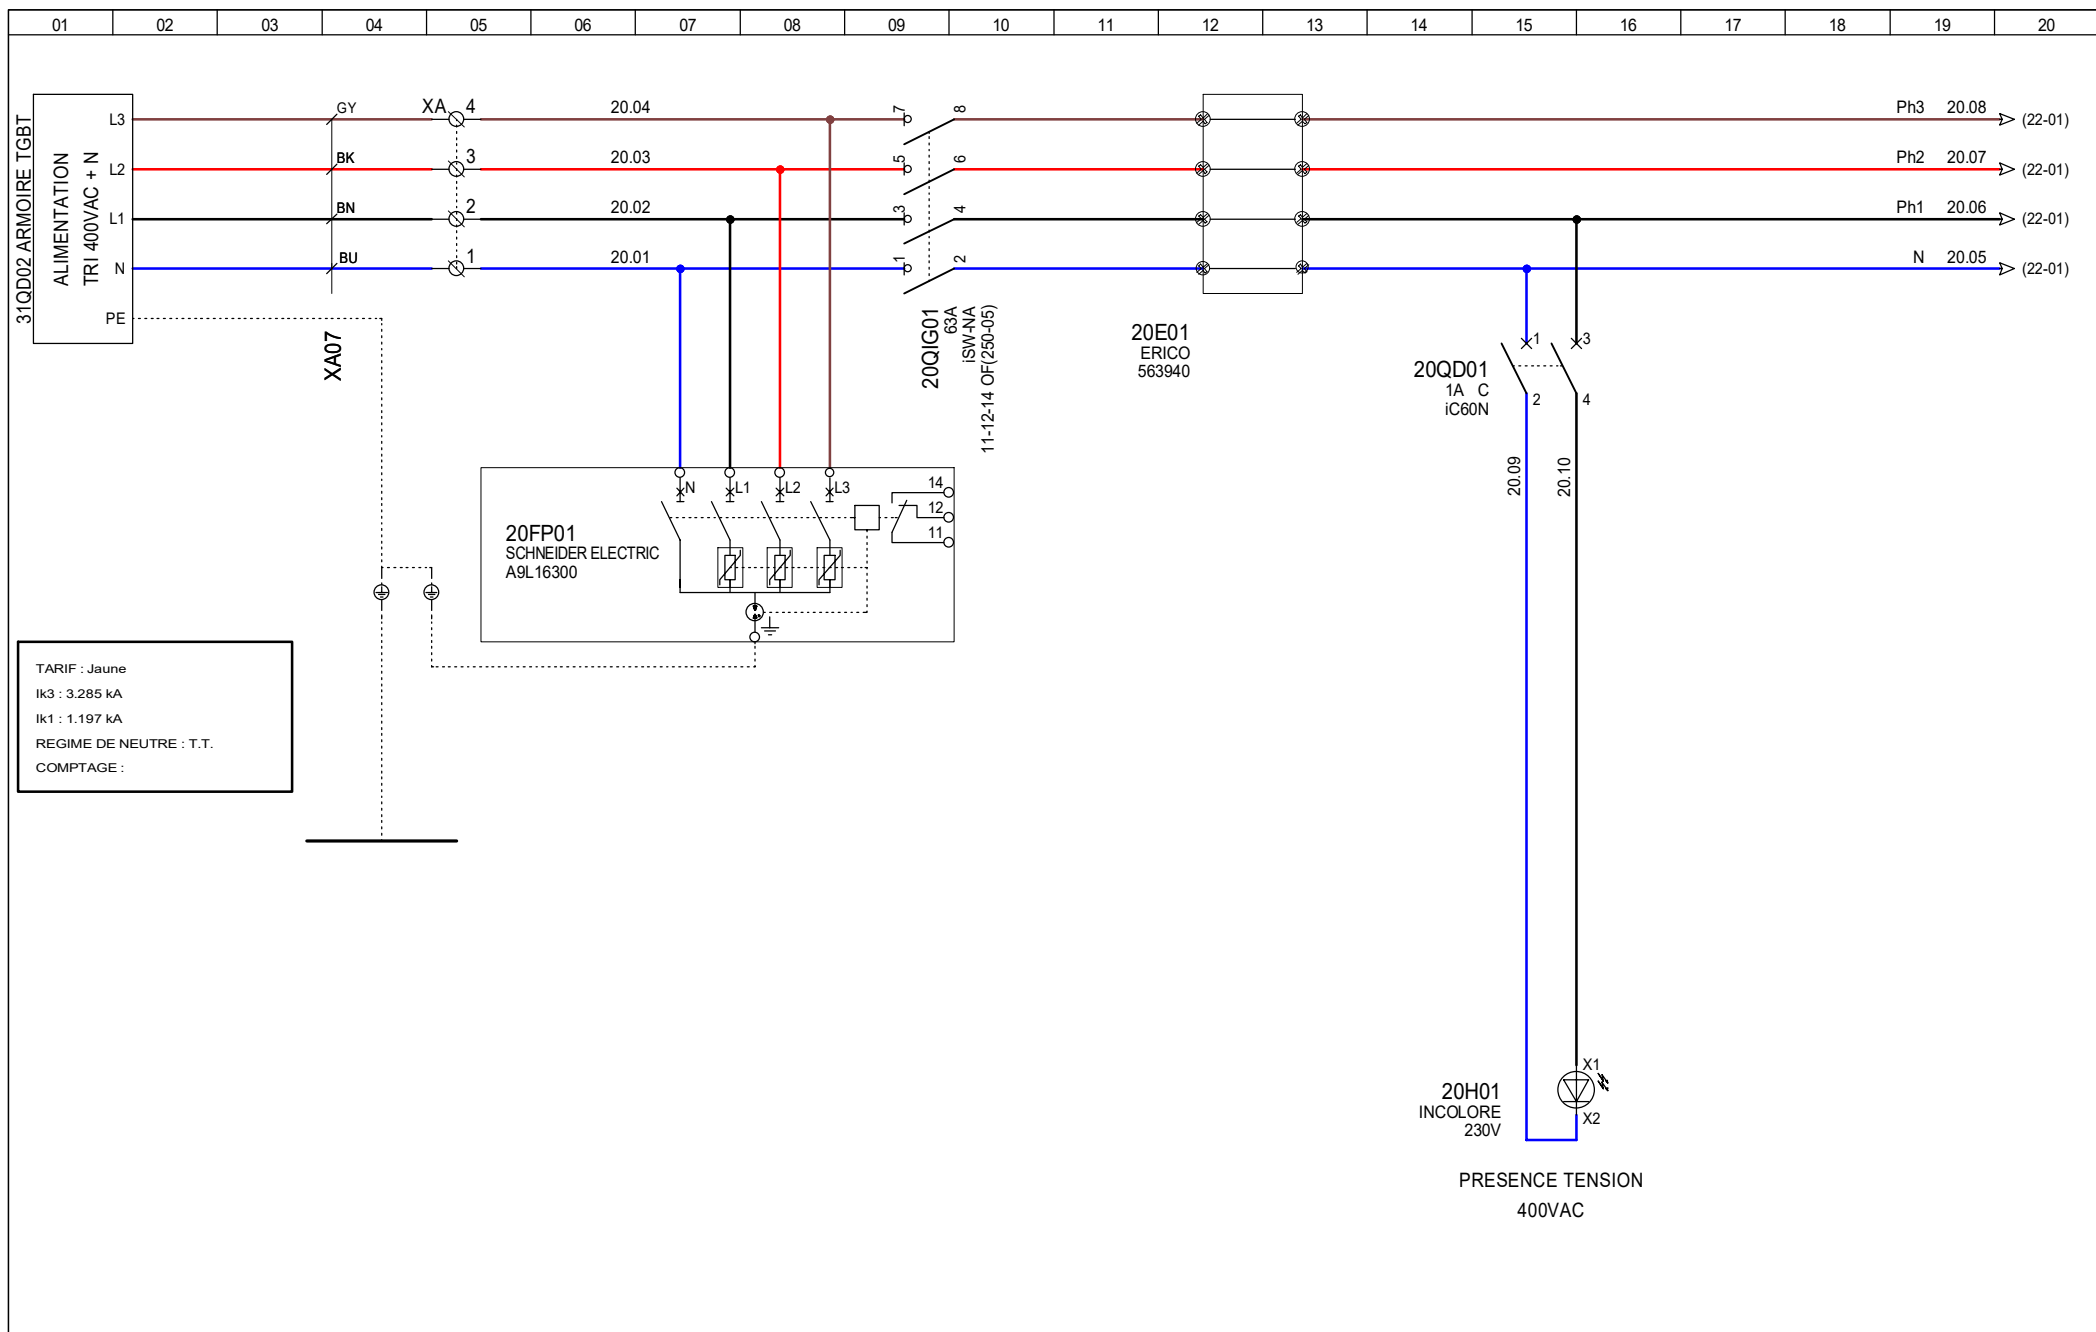 01 02 03 04 05 06 07 08 09 10 11 12 13 14 15 16 17 18 19 20
31QD02 ARMOIRE TGBT
ALIMENTATION
TRI 400VAC + N
L3
L2
L1
N
PE
GY
BK
BN
BU
XA07
XA
4
3
2
1
20.04
20.03
20.02
20.01
7 8
5 6
3 4
1 2
20QIG01
63A
iSW-NA
11-12-14 OF(250-05)
20E01
ERICO
563940
Ph3 20.08 (22-01)
Ph2 20.07 (22-01)
Ph1 20.06 (22-01)
N 20.05 (22-01)
20QD01
1A C
iC60N
1 3
2 4
20.09
20.10
20FP01
SCHNEIDER ELECTRIC
A9L16300
N L1 L2 L3
14
12
11
TARIF : Jaune
Ik3 : 3.285 kA
Ik1 : 1.197 kA
REGIME DE NEUTRE : T.T.
COMPTAGE :
20H01
INCOLORE
230V
X1
X2
PRESENCE TENSION
400VAC